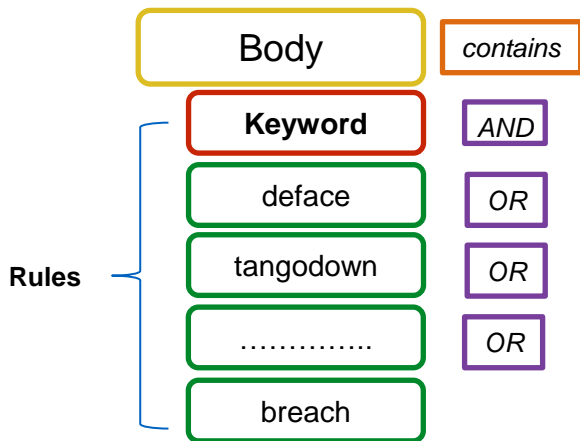 Body contains
Keyword AND
deface OR
tangodown OR
Rules
………….. OR
breach